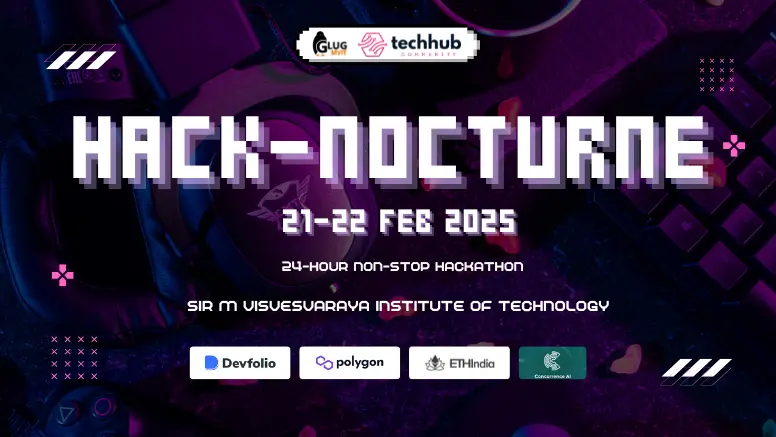 GLUG MVIT techhub COMMUNITY
HACK-NOCTURNE
21-22 FEB 2025
24-HOUR NON-STOP HACKATHON
SIR M VISVESVARAYA INSTITUTE OF TECHNOLOGY
Devfolio polygon ETHIndia Concurrence AI